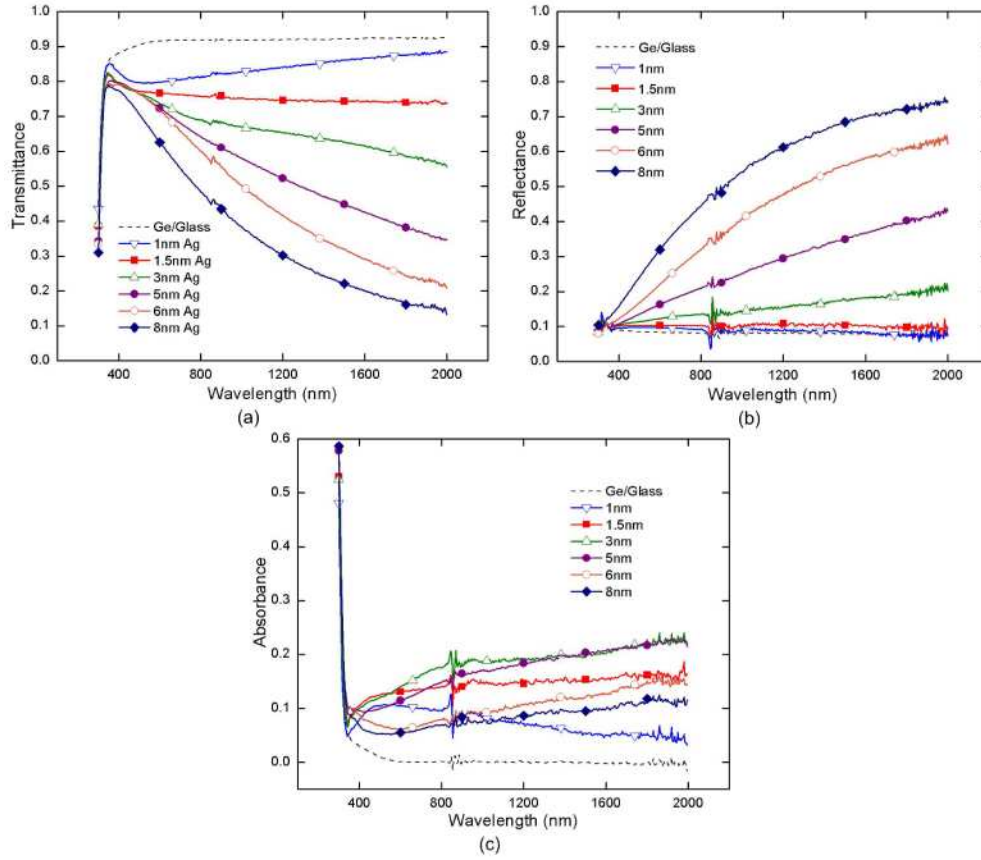 1.0
0.9
0.8
0.7
0.6
0.5
0.4
0.3
0.2
0.1
0.0
Transmittance
Ge/Glass
1nm Ag
1.5nm Ag
3nm Ag
5nm Ag
6nm Ag
8nm Ag
400 800 1200 1600 2000
Wavelength (nm)
(a)
1.0
0.9
0.8
0.7
0.6
0.5
0.4
0.3
0.2
0.1
0.0
Reflectance
Ge/Glass
1nm
1.5nm
3nm
5nm
6nm
8nm
400 800 1200 1600 2000
Wavelength (nm)
(b)
0.6
0.5
0.4
0.3
0.2
0.1
0.0
Absorbance
Ge/Glass
1nm
1.5nm
3nm
5nm
6nm
8nm
400 800 1200 1600 2000
Wavelength (nm)
(c)